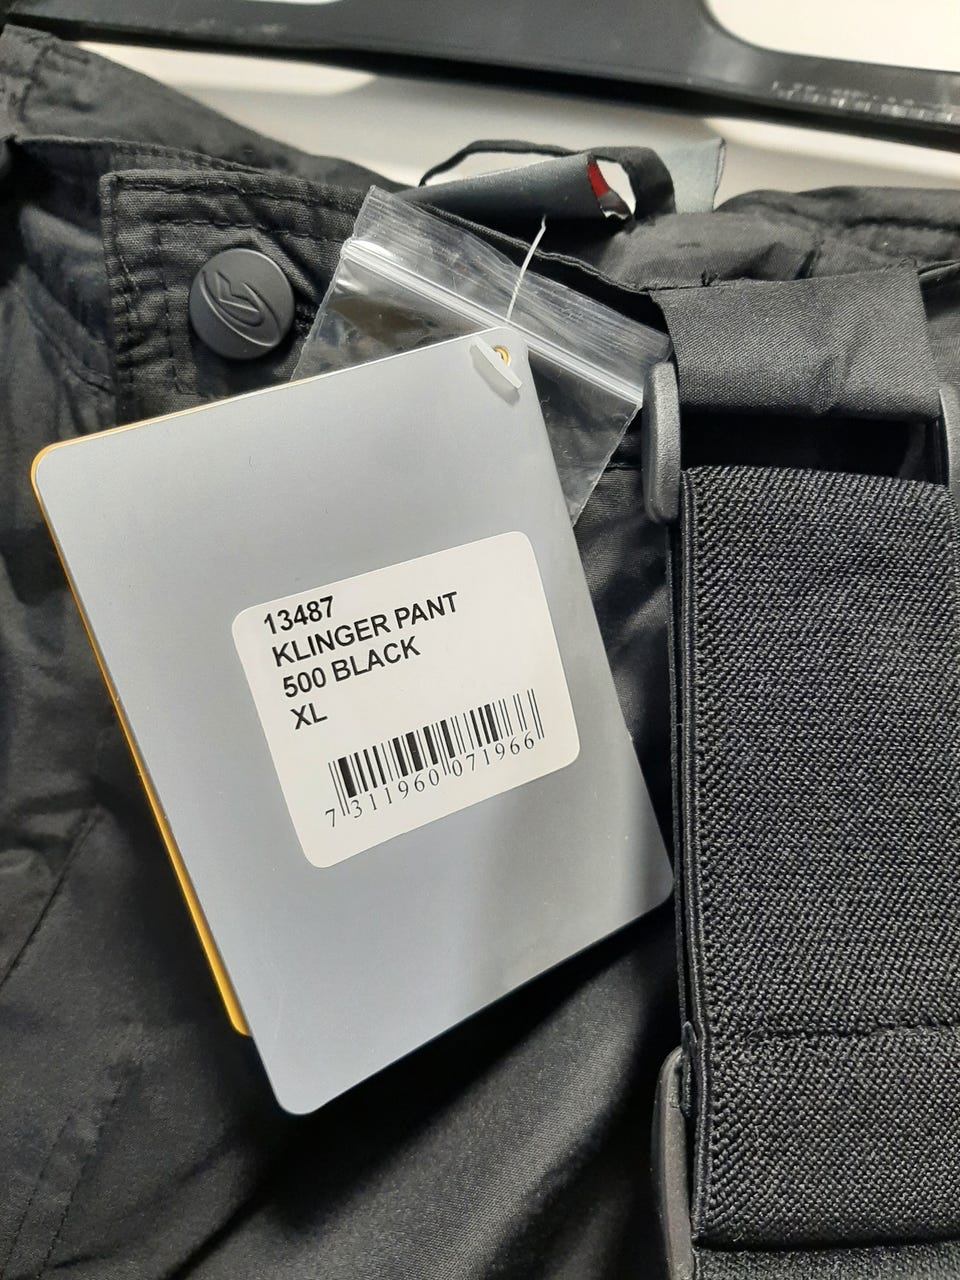 13487
KLINGER PANT
500 BLACK
XL
7 311960 071966